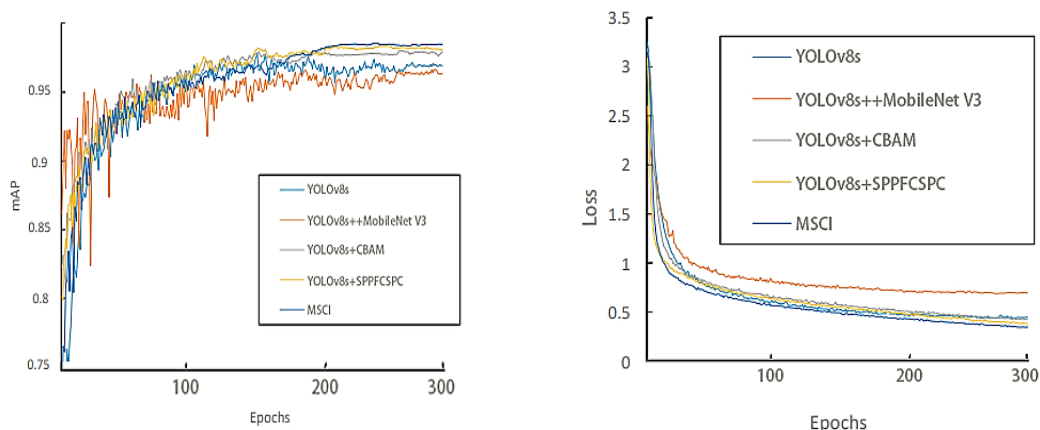 mAP
0.95
0.9
0.85
0.8
0.75
100
200
300
Epochs
YOLOv8s
YOLOv8s++MobileNet V3
YOLOv8s+CBAM
YOLOv8s+SPPFCSPC
MSCI
Loss
3.5
3
2.5
2
1.5
1
0.5
0
100
200
300
Epochs
YOLOv8s
YOLOv8s++MobileNet V3
YOLOv8s+CBAM
YOLOv8s+SPPFCSPC
MSCI